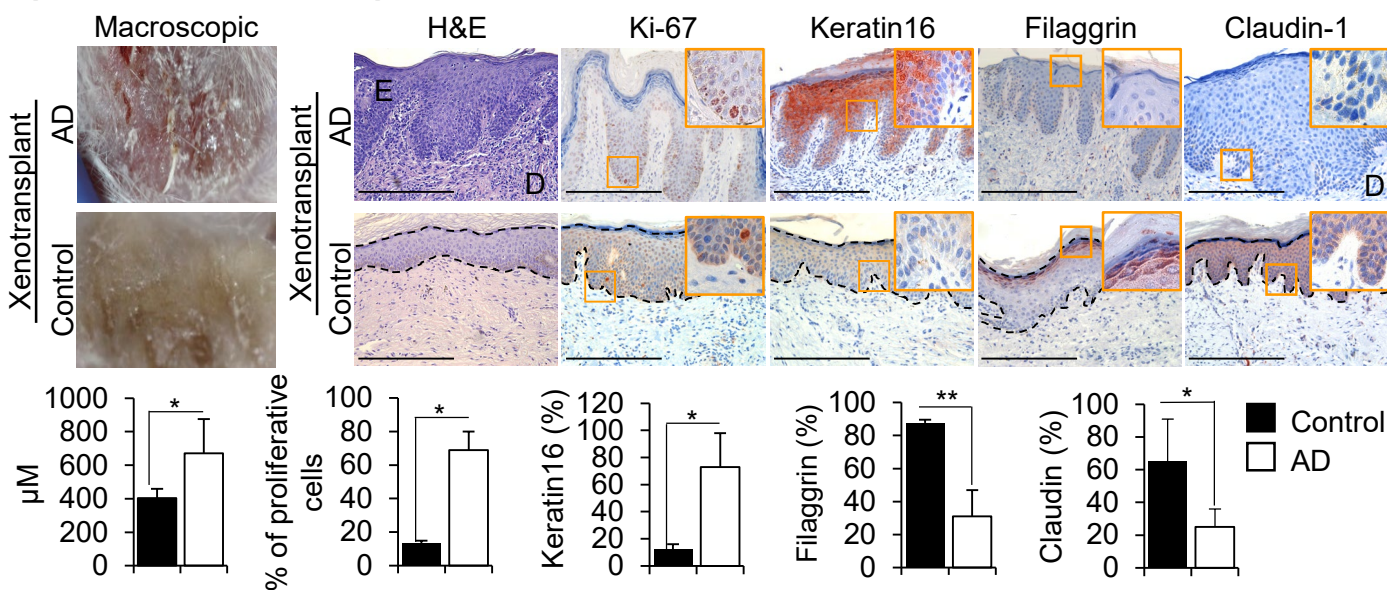 Macroscopic H&E Ki-67 Keratin16 Filaggrin Claudin-1
Xenotransplant
AD
Control
Xenotransplant
AD
Control
E
D
D
µM
1000
800
600
400
200
0
*
% of proliferative
cells
100
80
60
40
20
0
*
Keratin16 (%)
120
100
80
60
40
20
0
*
Filaggrin (%)
100
80
60
40
20
0
**
Claudin (%)
100
80
60
40
20
0
*
Control
AD